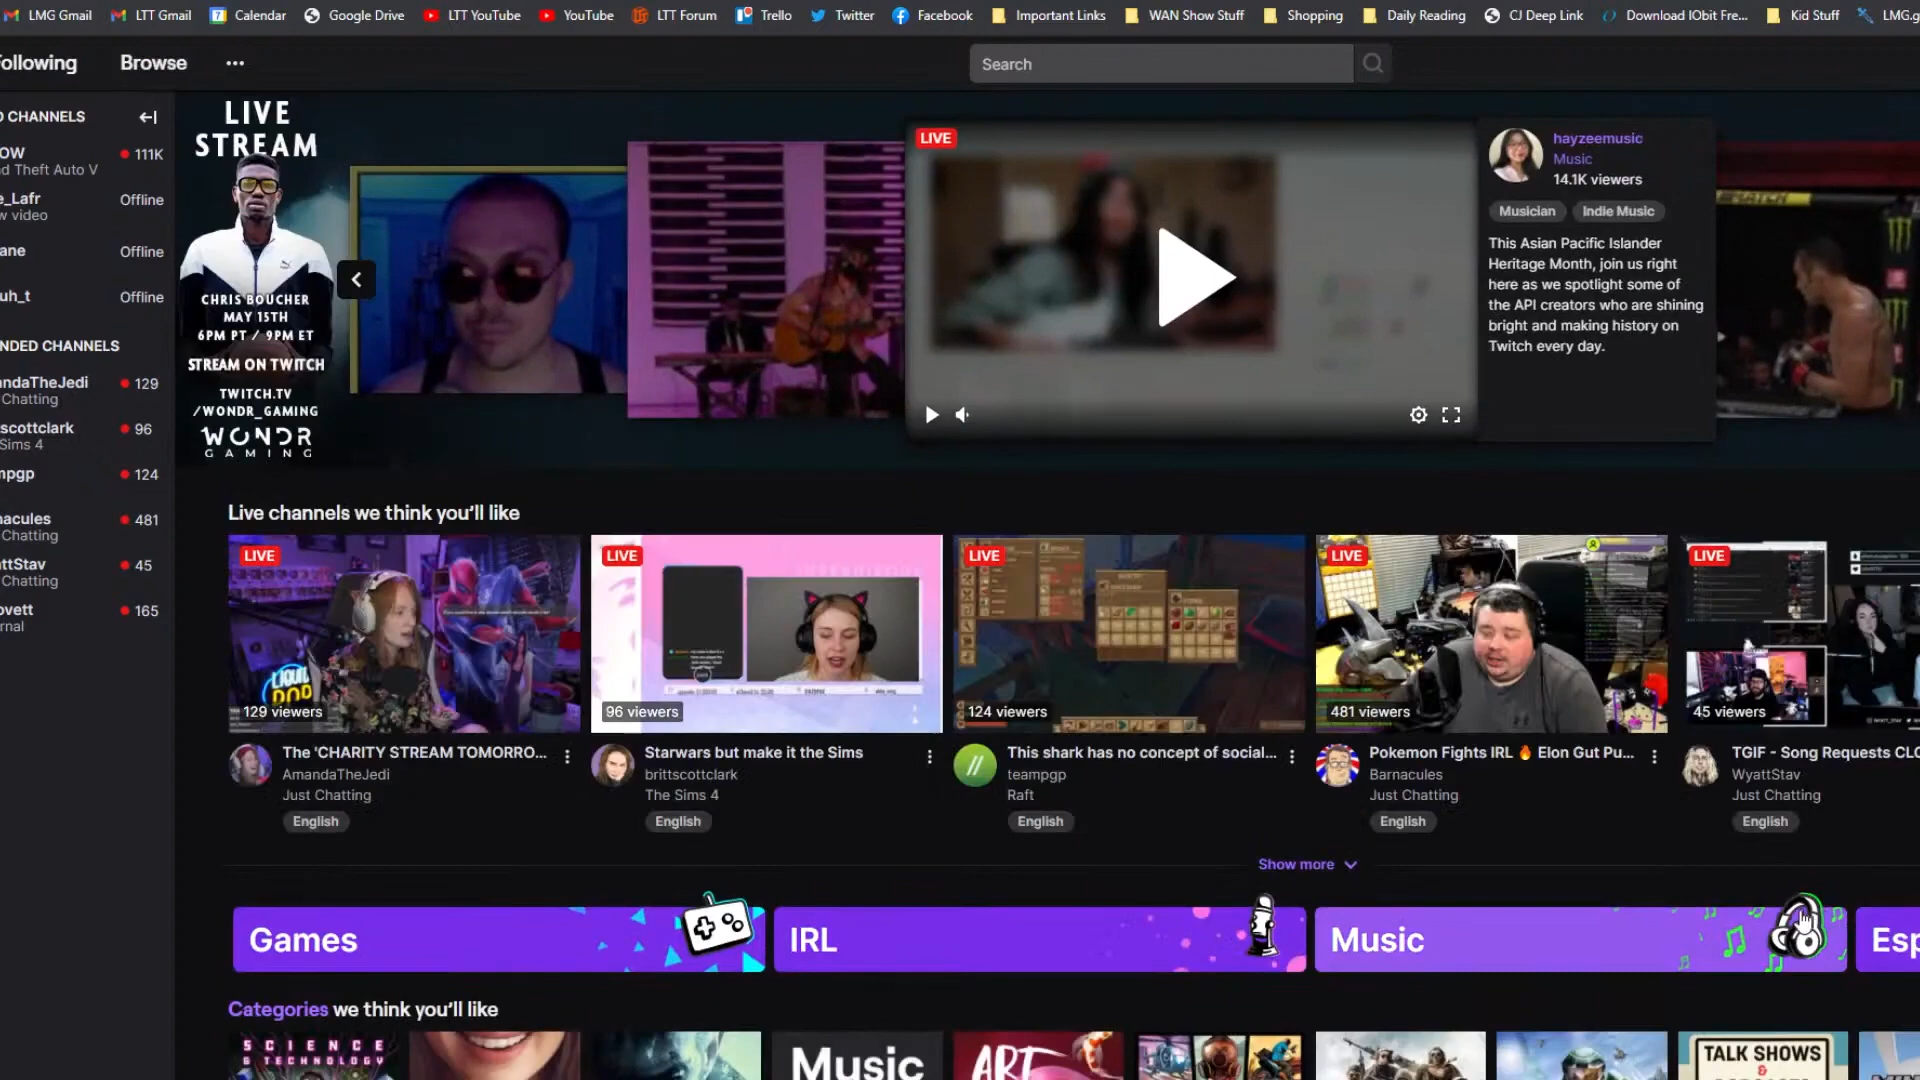 LMG Gmail
LTT Gmail
Calendar
Google Drive
LTT YouTube
YouTube
LTT Forum
Trello
Twitter
Facebook
Important Links
WAN Show Stuff
Shopping
Daily Reading
CJ Deep Link
Download IObit Fre...
Kid Stuff
LMG.g
ollowing
Browse
Search
D CHANNELS
OW
d Theft Auto V
111K
e_Lafr
w video
Offline
ane
Offline
uh_t
Offline
NDED CHANNELS
andaTheJedi
Chatting
129
scottclark
Sims 4
96
mpgp
124
nacules
Chatting
481
attStav
Chatting
45
ovett
rnal
165
LIVE
STREAM
CHRIS BOUCHER
MAY 15TH
6PM PT / 9PM ET
STREAM ON TWITCH
TWITCH.TV
/WONDR_GAMING
WONDR
GAMING
LIVE
hayzeemusic
Music
14.1K viewers
Musician
Indie Music
This Asian Pacific Islander
Heritage Month, join us right
here as we spotlight some of
the API creators who are shining
bright and making history on
Twitch every day.
Live channels we think you'll like
LIVE
129 viewers
The 'CHARITY STREAM TOMORRO...
AmandaTheJedi
Just Chatting
English
LIVE
96 viewers
Starwars but make it the Sims
brittscottclark
The Sims 4
English
LIVE
124 viewers
This shark has no concept of social...
teampgp
Raft
English
LIVE
481 viewers
Pokemon Fights IRL 🔥 Elon Gut Pu...
Barnacules
Just Chatting
English
LIVE
45 viewers
TGIF - Song Requests CLO
WyattStav
Just Chatting
English
Show more
Games
IRL
Music
Esp
Categories we think you'll like
SCIENCE
& TECHNOLOGY
Music
ART
TALK SHOWS
&